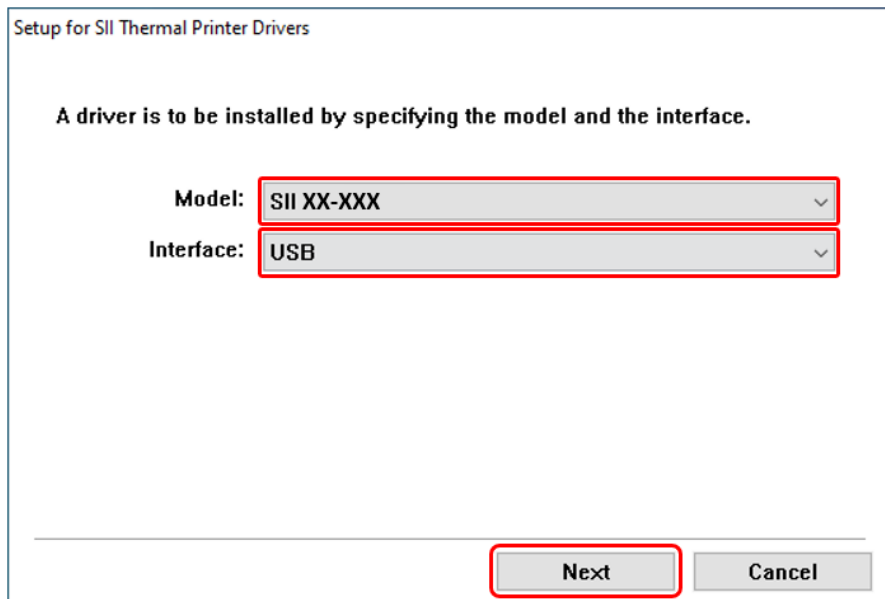 Setup for SII Thermal Printer Drivers
A driver is to be installed by specifying the model and the interface.
Model: SII XX-XXX
Interface: USB
Next Cancel